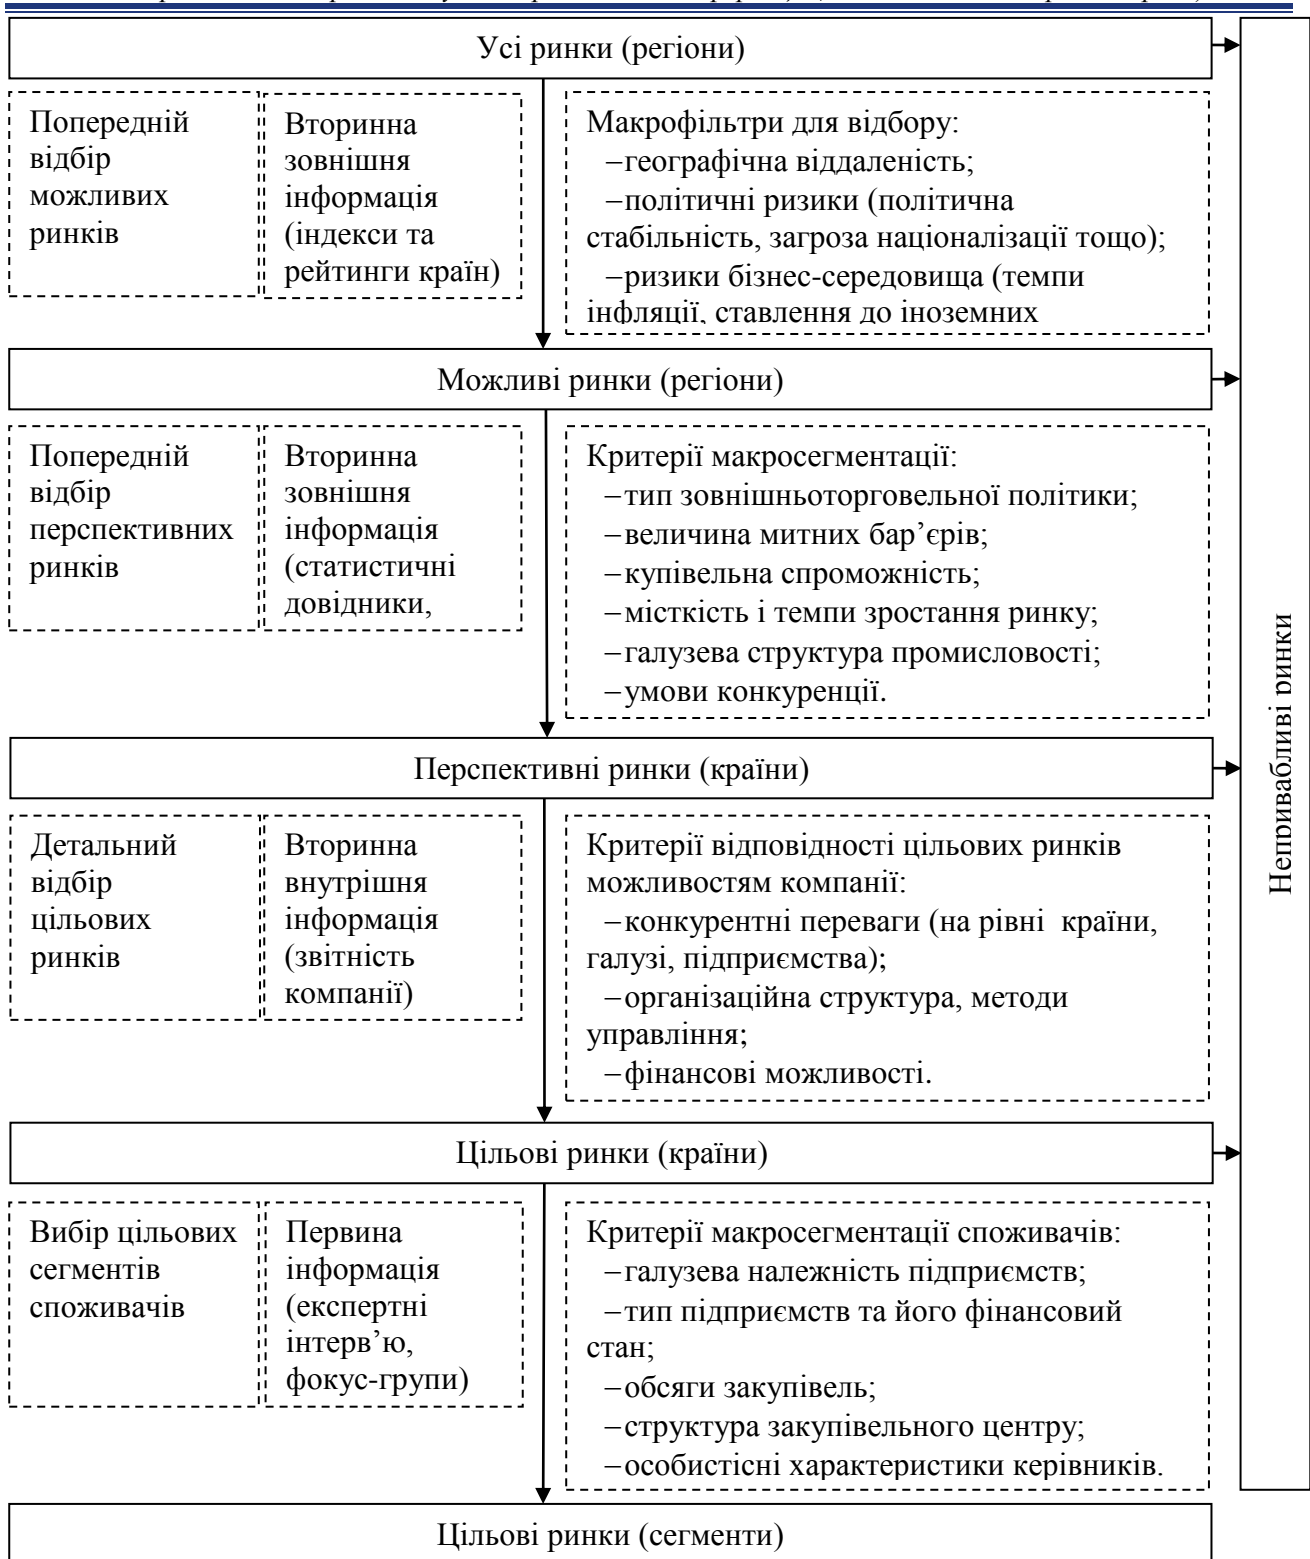 Усі ринки (регіони)
Попередній
відбір
можливих
ринків
Вторинна
зовнішня
інформація
(індекси та
рейтинги країн)
Макрофільтри для відбору:
–географічна віддаленість;
–політичні ризики (політична
стабільність, загроза націоналізації тощо);
–ризики бізнес-середовища (темпи
інфляції, ставлення до іноземних
Можливі ринки (регіони)
Попередній
відбір
перспективних
ринків
Вторинна
зовнішня
інформація
(статистичні
довідники,
Критерії макросегментації:
–тип зовнішньоторговельної політики;
–величина митних бар’єрів;
–купівельна спроможність;
–місткість і темпи зростання ринку;
–галузева структура промисловості;
–умови конкуренції.
Перспективні ринки (країни)
Детальний
відбір
цільових
ринків
Вторинна
внутрішня
інформація
(звітність
компанії)
Критерії відповідності цільових ринків
можливостям компанії:
–конкурентні переваги (на рівні країни,
галузі, підприємства);
–організаційна структура, методи
управління;
–фінансові можливості.
Цільові ринки (країни)
Вибір цільових
сегментів
споживачів
Первина
інформація
(експертні
інтерв’ю,
фокус-групи)
Критерії макросегментації споживачів:
–галузева належність підприємств;
–тип підприємств та його фінансовий
стан;
–обсяги закупівель;
–структура закупівельного центру;
–особистісні характеристики керівників.
Цільові ринки (сегменти)
Непривабливі ринки